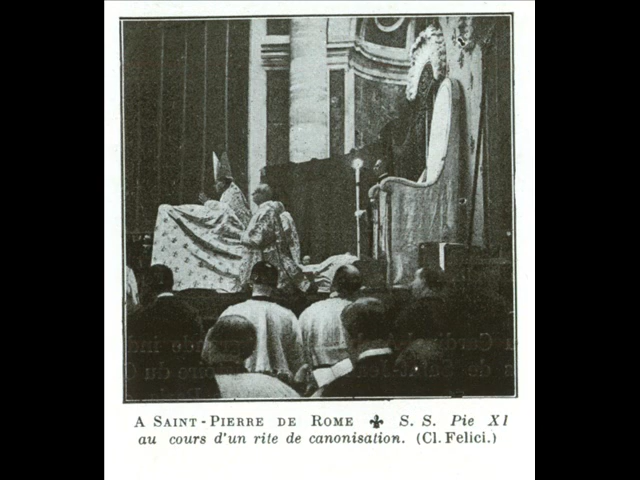 A SAINT-PIERRE DE ROME ⚜ S. S. Pie XI
au cours d'un rite de canonisation. (Cl. Felici.)